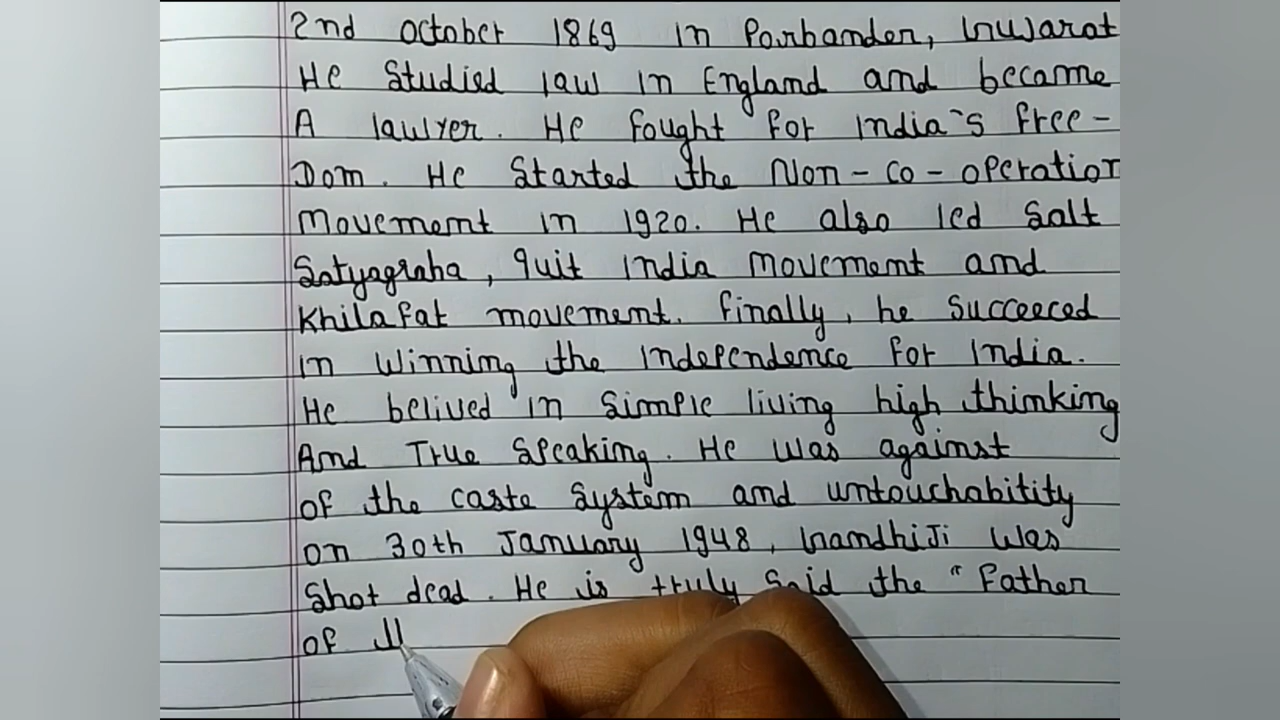 2nd October 1869 in Porbander, Gujarat
He Studied law in England and became
A lawyer. He Fought For India's free-
Dom. He Started the Non-co-operation
Movement in 1920. He also led Salt
Satyagraha, quit India Movement and
Khilafat movement. Finally, he Succeeced
in winning the Independence for India.
He belived in Simple living high thinking
And True Speaking. He was against
of the caste System and untouchabitity
on 30th January 1948, GandhiJi was
Shot dead. He is truly Said the "Father
of